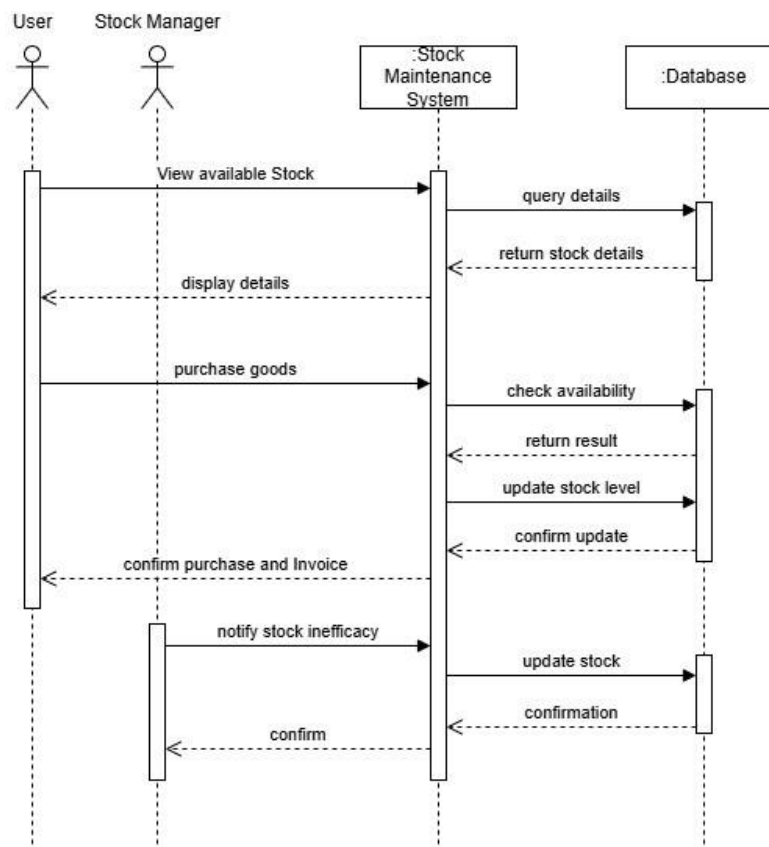 User
Stock Manager
:Stock
Maintenance
System
:Database
View available Stock
query details
return stock details
display details
purchase goods
check availability
return result
update stock level
confirm update
confirm purchase and Invoice
notify stock inefficacy
update stock
confirmation
confirm